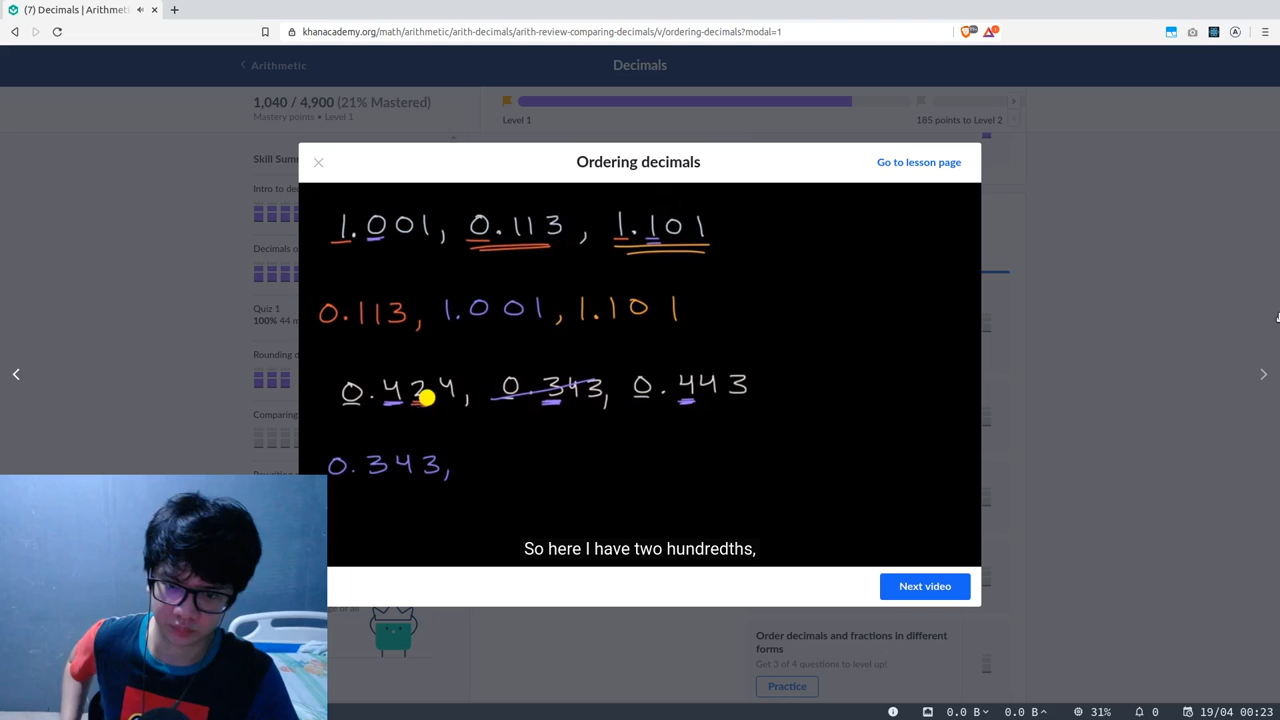 (7) Decimals | Arithmeti
khanacademy.org/math/arithmetic/arith-decimals/arith-review-comparing-decimals/v/ordering-decimals?modal=1
Arithmetic
Decimals
1,040 / 4,900 (21% Mastered)
Mastery points • Level 1
Level 1
185 points to Level 2
Skill Summ
Intro to dec
Decimals o
Quiz 1
100% 44 m
Rounding d
Comparing
Ordering decimals
Go to lesson page
1.001, 0.113, 1.101
0.113, 1.001, 1.101
0.424, 0.343, 0.443
0.343,
So here I have two hundredths,
Next video
of all
Order decimals and fractions in different
forms
Get 3 of 4 questions to level up!
Practice
0.0 B 0.0 B 31% 0 19/04 00:23